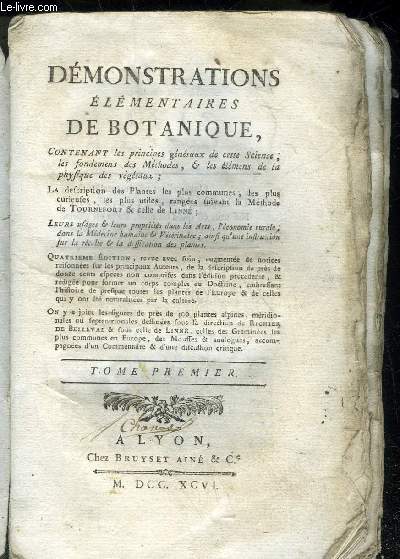 Le-livre.com
DÉMONSTRATIONS
ÉLÉMENTAIRES
DE BOTANIQUE,
CONTENANT les principes généraux de cette Science,
les fondemens des Méthodes, & les élémens de la
physique des végétaux ;
LA description des Plantes les plus communes, les plus
curieuses, les plus utiles, rangées suivant la Méthode
de TOURNEFORT & celle de LINNÉ ;
LEURS usages & leurs propriétés dans les Arts, l'économie rurale,
dans la Médecine humaine & Vétérinaire ; ainsi qu'une instruction
sur la récolte & la dessication des plantes.
QUATRIEME ÉDITION, revue avec soin, augmentée de notices
raisonnées sur les principaux Auteurs, de la description de près de
douze cents especes non connues dans l'édition précédente, &
rédigée pour former un corps complet de Doctrine, contenant
l'histoire de presque toutes les plantes de l'Europe & de celles
qui y ont été naturalisées par la culture.
ON y a joint les figures de près de plantes alpines, méridio-
nales ou septentrionales dessinées sous la direction de RICHER
DE BELLEVAL & sous celle de LINNÉ, celles des Graminées les
plus communes en Europe, des Mousses & analogues, accom-
pagnées d'un Commentaire & d'une discussion critique.
TOME PREMIER.
A LYON,
Chez BRUYSET AINÉ & C.e
M. DCC. XCVI.